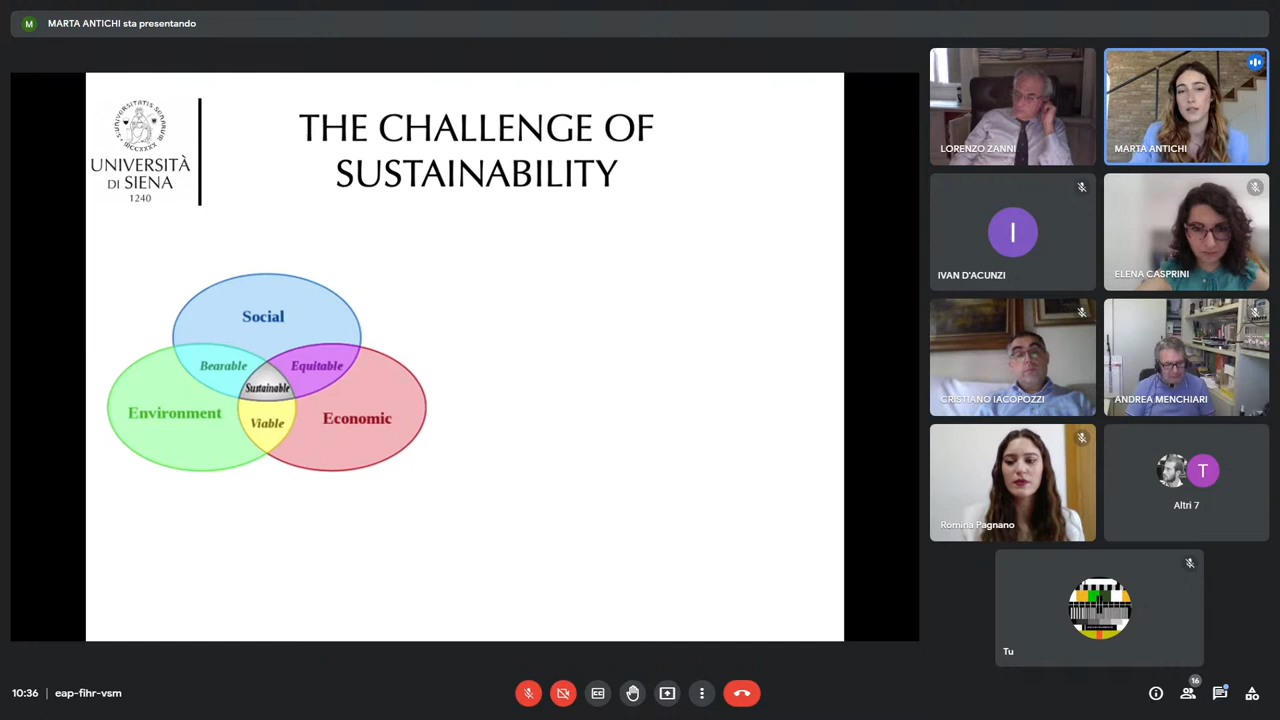 M MARTA ANTICHI sta presentando
UNIVERSITÀ
DI SIENA
1240
THE CHALLENGE OF
SUSTAINABILITY
Social
Bearable
Equitable
Sustainable
Environment
Viable
Economic
LORENZO ZANNI
MARTA ANTICHI
I
IVAN D'ACUNZI
ELENA CASPRINI
CRISTIANO IACOPOZZI
ANDREA MENCHIARI
Romina Pagnano
T
Altri 7
Tu
10:36 | eap-fihr-vsm
16